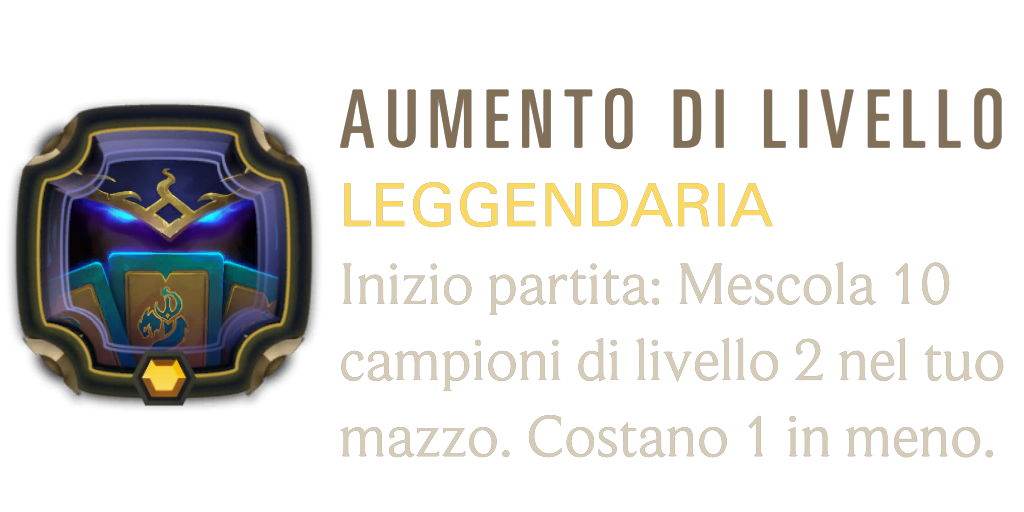 AUMENTO DI LIVELLO
LEGGENDARIA
Inizio partita: Mescola 10
campioni di livello 2 nel tuo
mazzo. Costano 1 in meno.